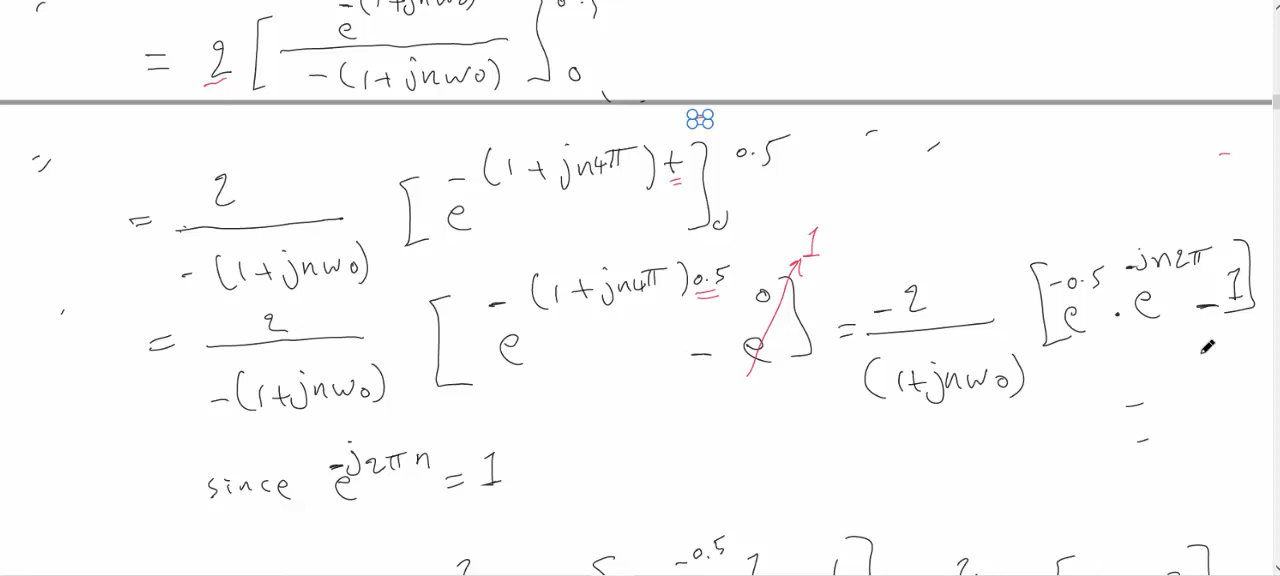 = 2 [ e^{-(1+jnω0)} / -(1+jnω0) ]_0^{0.5}
= 2 / -(1+jnω0) [ e^{-(1+jn4π)t} ]_0^{0.5}
= 2 / -(1+jnω0) [ e^{-(1+jn4π)0.5} - e^0 ] 1 = -2 / (1+jnω0) [ e^{-0.5} . e^{-jn2π} - 1 ]
=
since e^{-j2πn} = 1